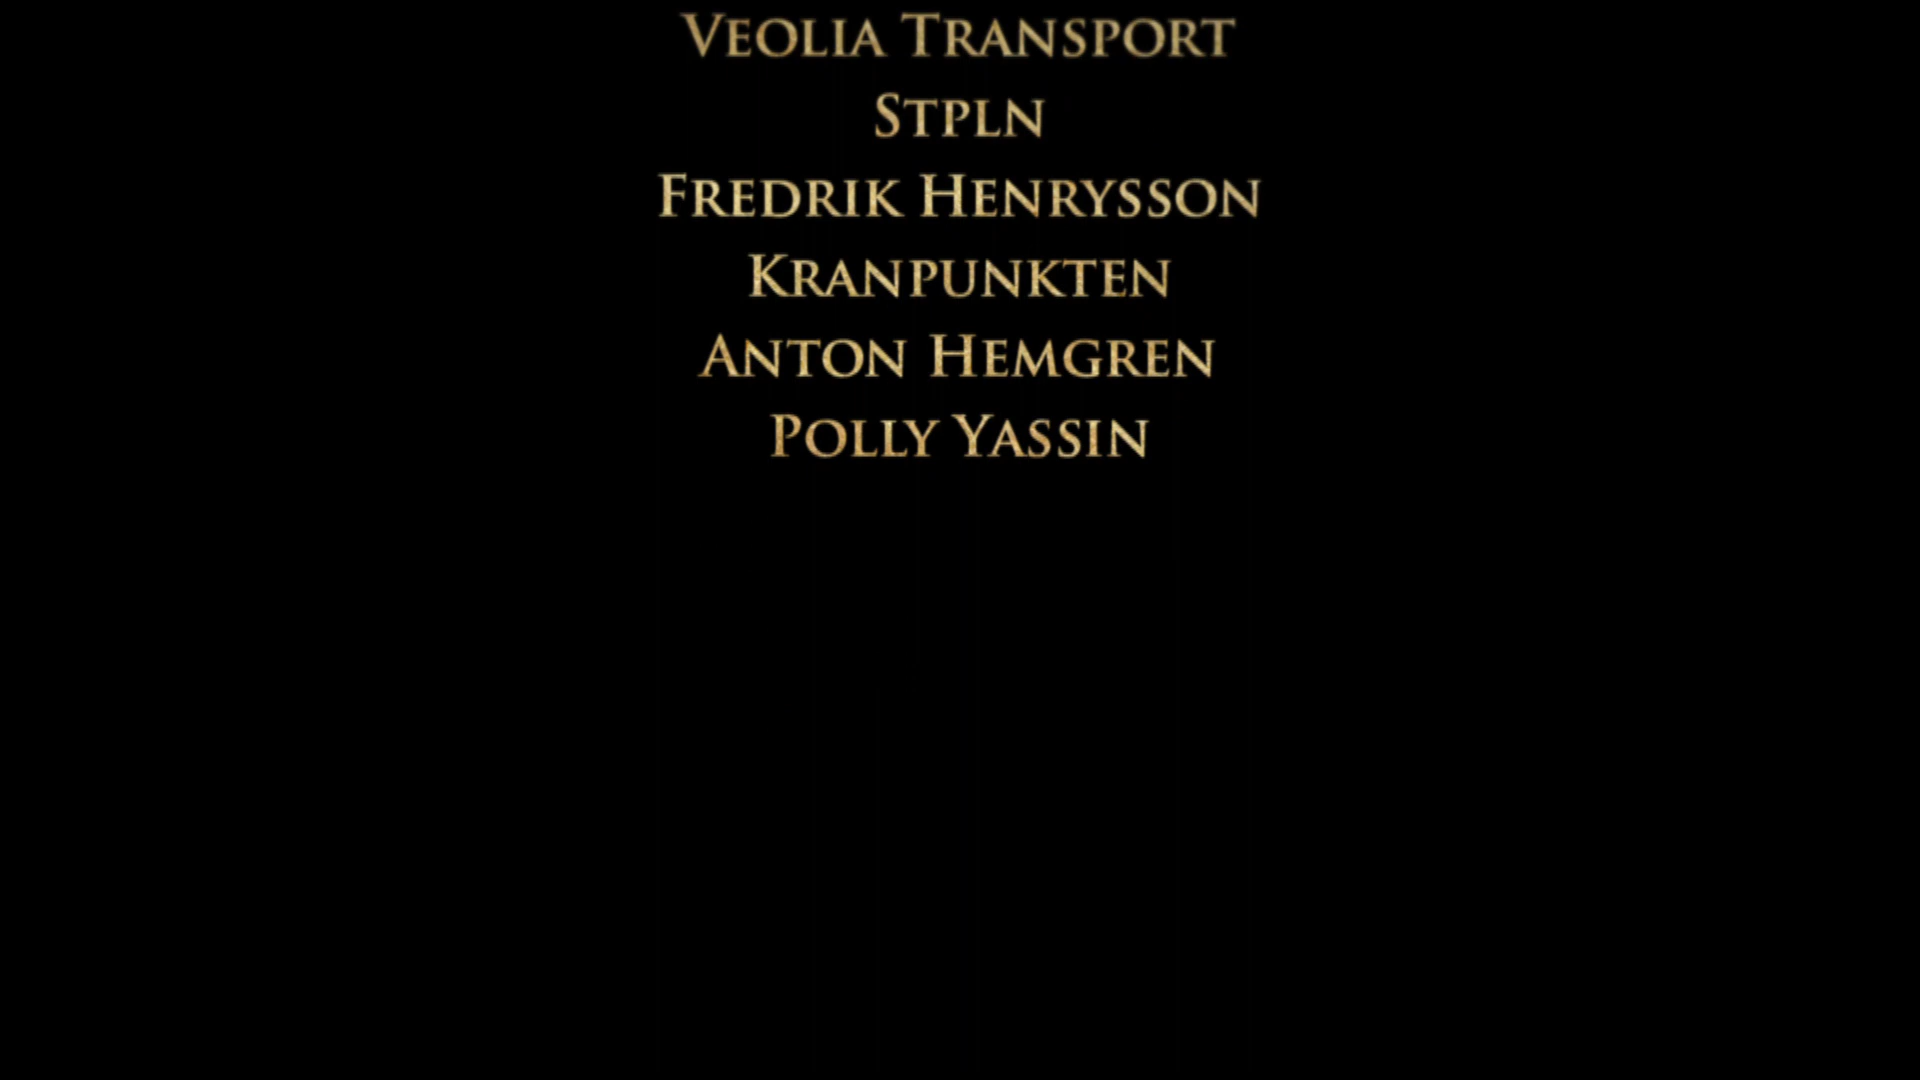 Veolia Transport
Stpln
Fredrik Henrysson
Kranpunkten
Anton Hemgren
Polly Yassin